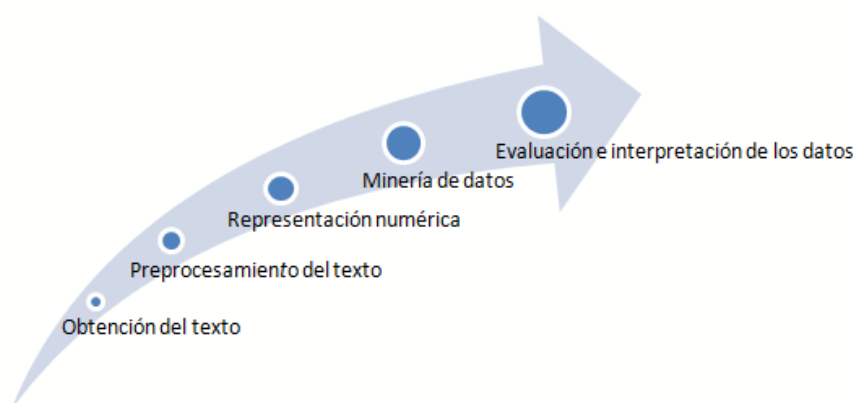 Evaluación e interpretación de los datos
Minería de datos
Representación numérica
Preprocesamiento del texto
Obtención del texto